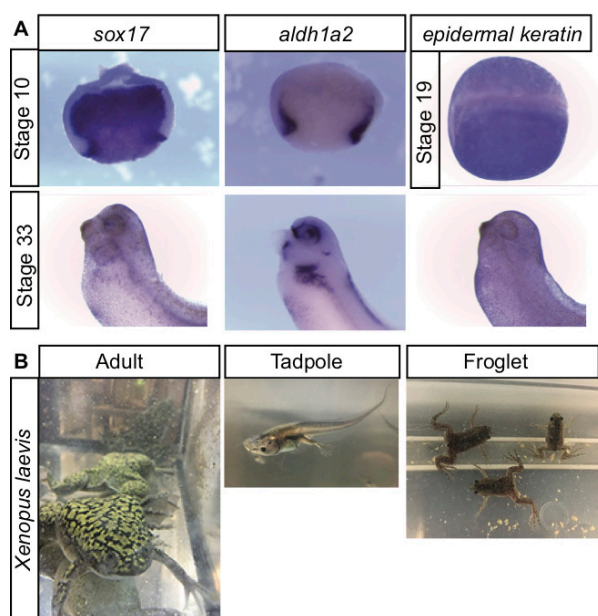 A
sox17
aldh1a2
epidermal keratin
Stage 10
Stage 19
Stage 33
B
Adult
Tadpole
Froglet
Xenopus laevis